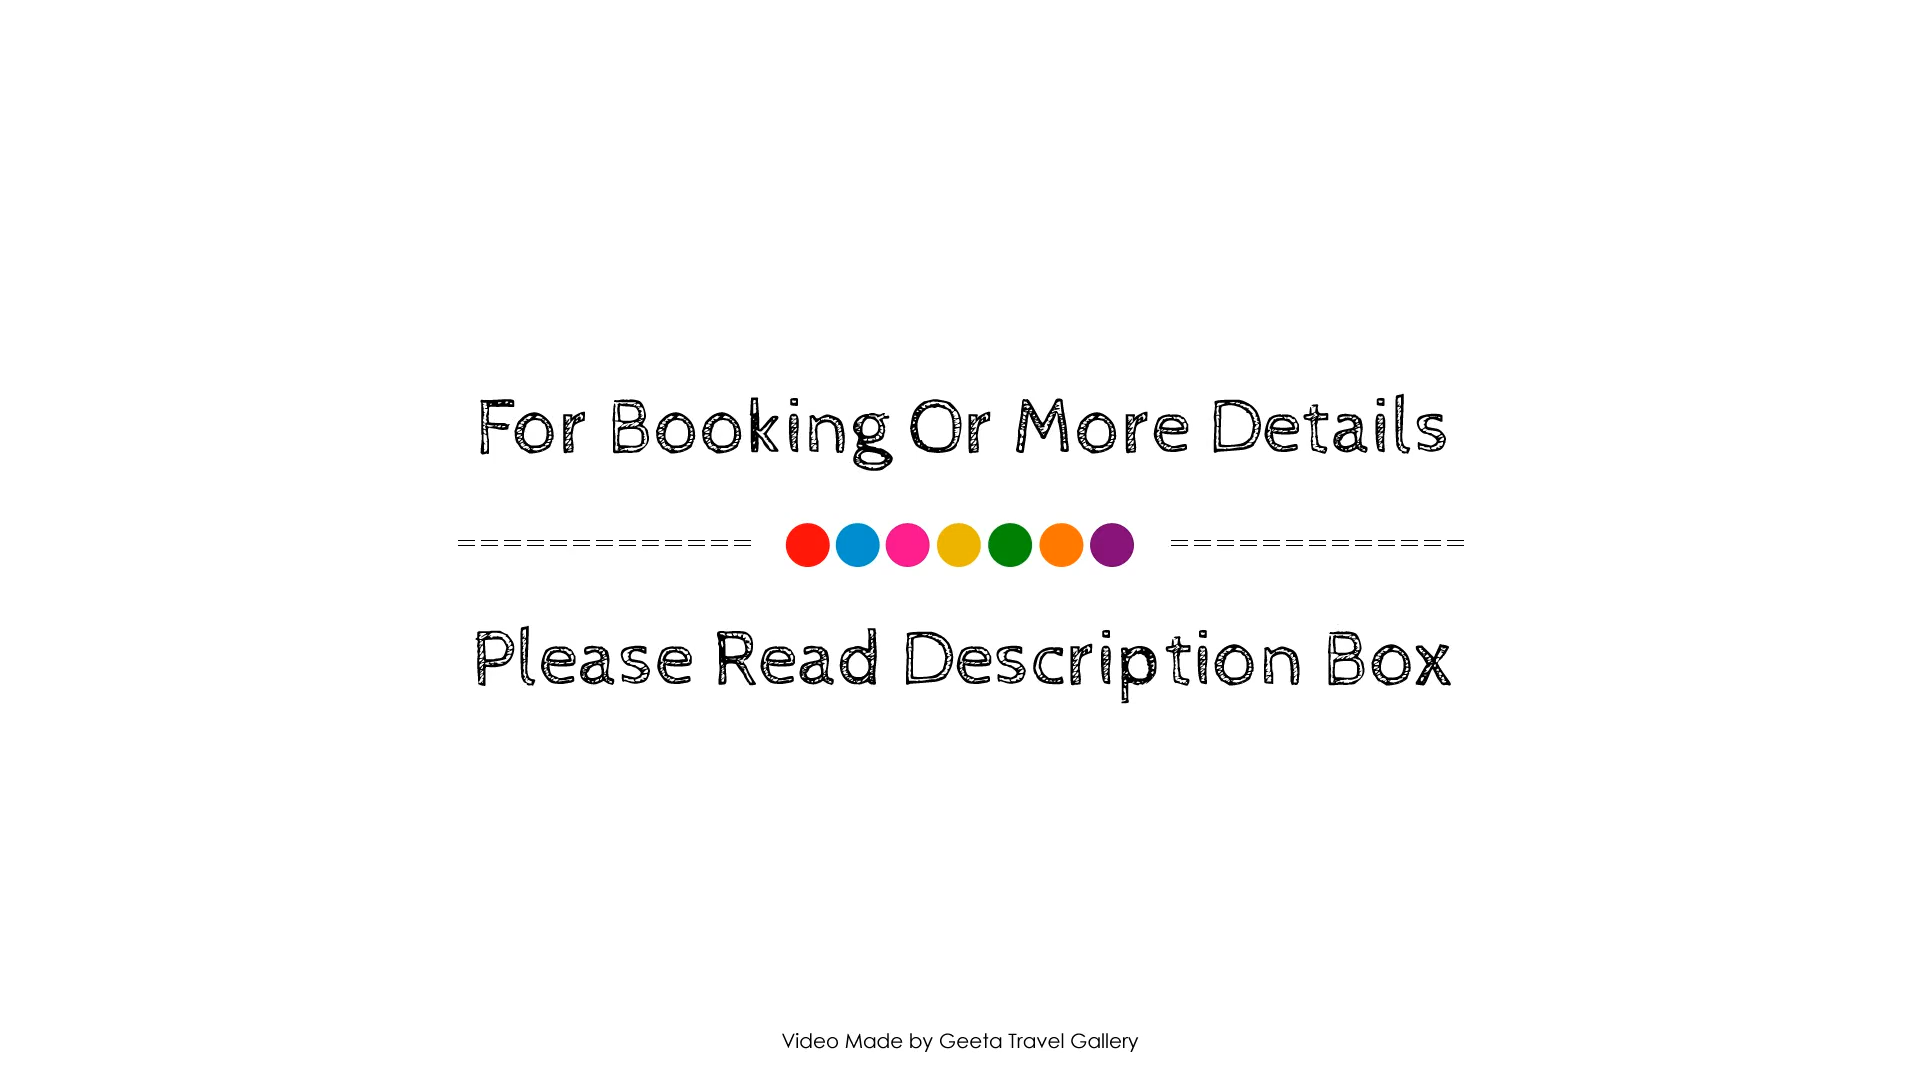 For Booking Or More Details
============= =============
Please Read Description Box
Video Made by Geeta Travel Gallery